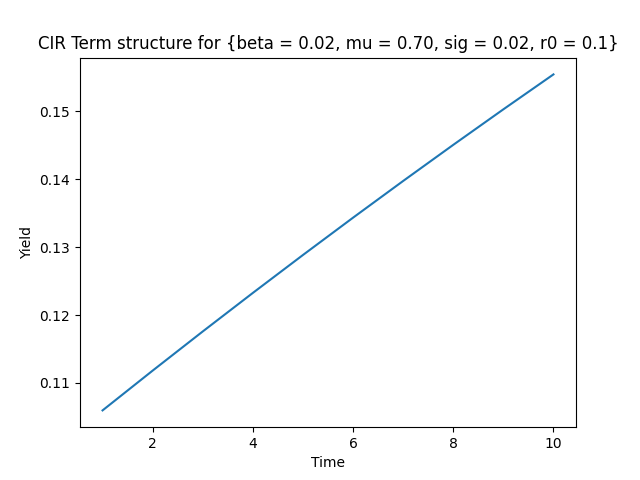 CIR Term structure for {beta = 0.02, mu = 0.70, sig = 0.02, r0 = 0.1}
0.15
0.14
0.13
0.12
0.11
Yield
2 4 6 8 10
Time